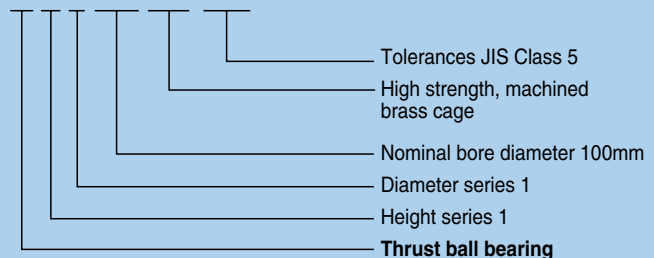 Tolerances JIS Class 5
High strength, machined
brass cage
Nominal bore diameter 100mm
Diameter series 1
Height series 1
Thrust ball bearing